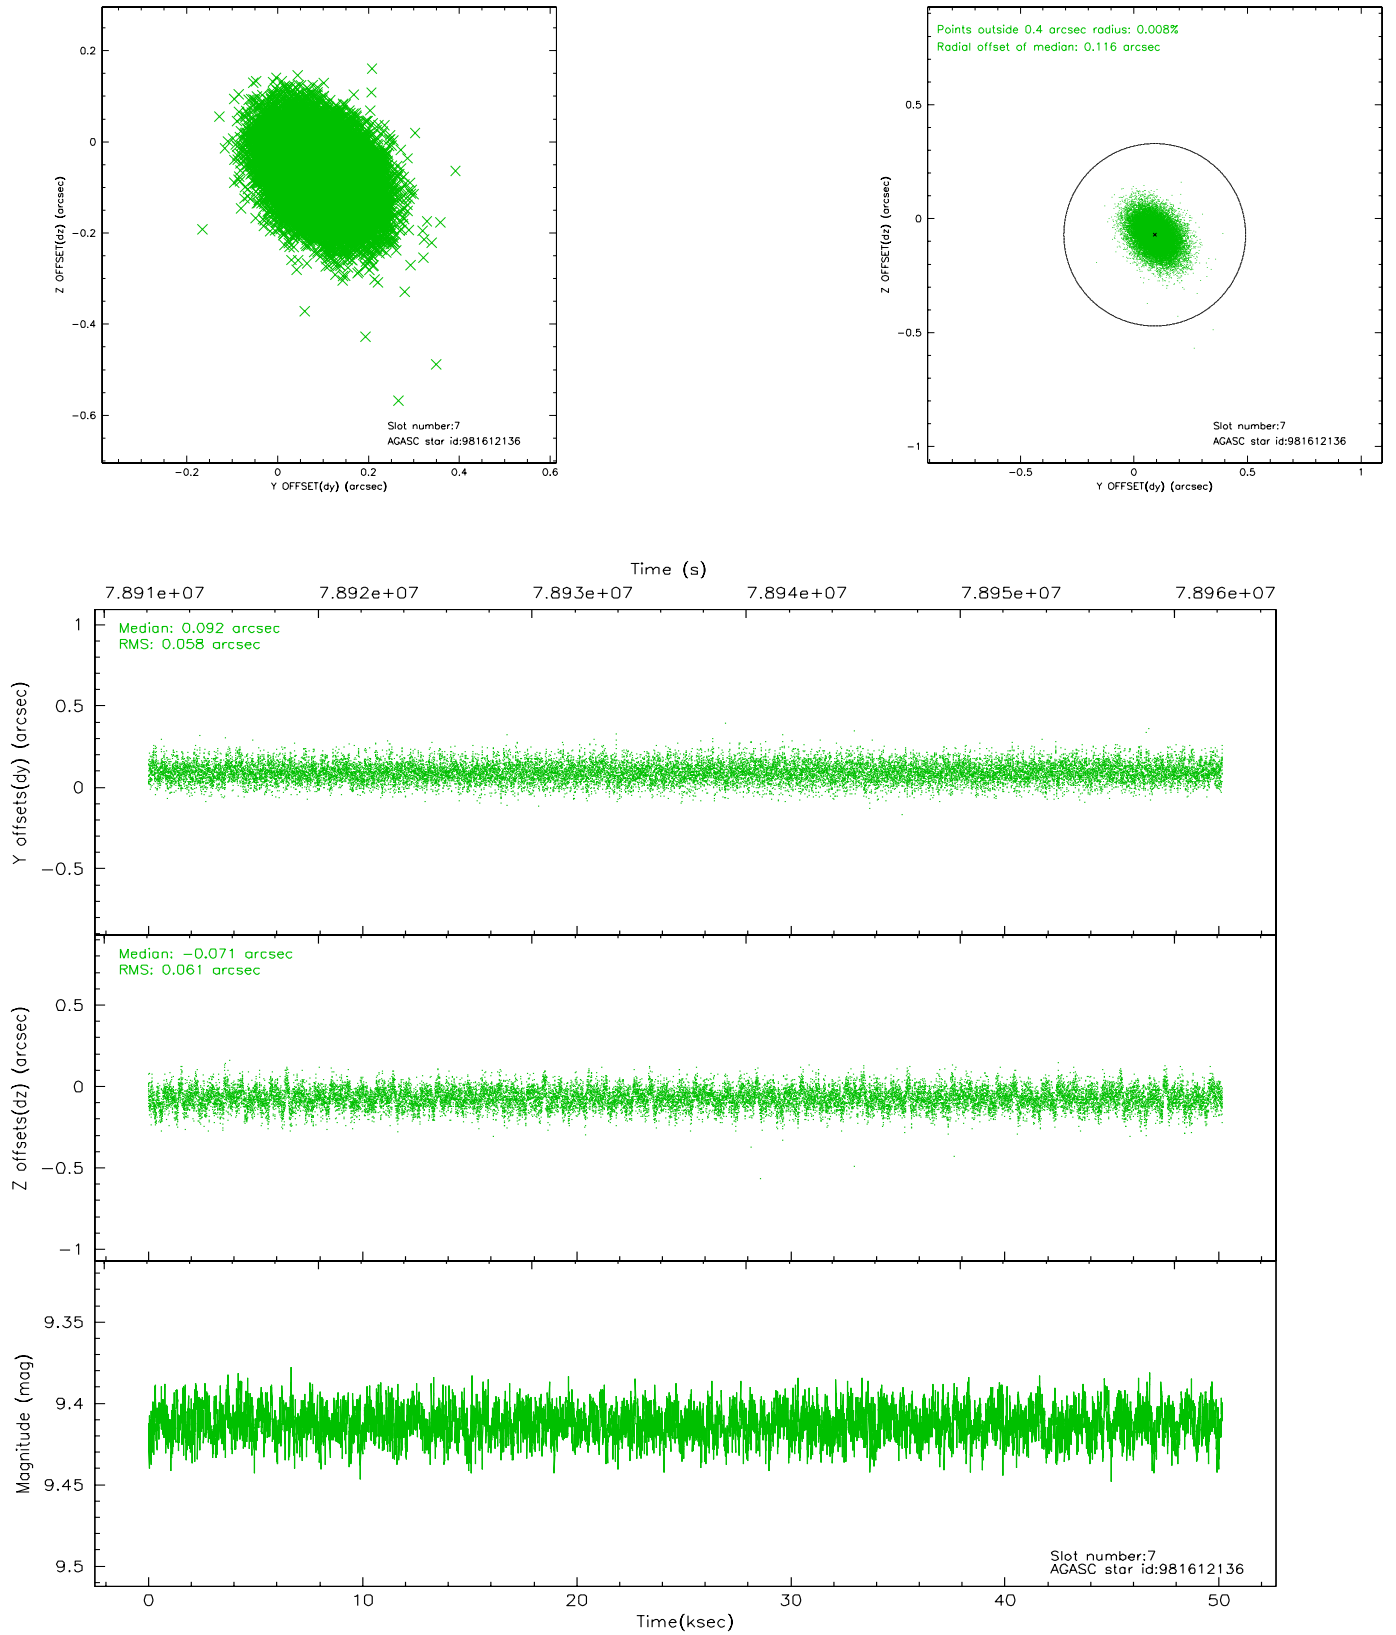 0.2
0
−0.2
−0.4
−0.6
Z OFFSET(dz) (arcsec)
Slot number:7
AGASC star id:981612136
−0.2 0 0.2 0.4 0.6
Y OFFSET(dy) (arcsec)
Points outside 0.4 arcsec radius: 0.008%
Radial offset of median: 0.116 arcsec
0.5
0
−0.5
−1
Z OFFSET(dz) (arcsec)
Slot number:7
AGASC star id:981612136
−0.5 0 0.5 1
Y OFFSET(dy) (arcsec)
Time (s)
7.891e+07 7.892e+07 7.893e+07 7.894e+07 7.895e+07 7.896e+07
Median: 0.092 arcsec
RMS: 0.058 arcsec
1
0.5
0
−0.5
Y offsets(dy) (arcsec)
Median: −0.071 arcsec
RMS: 0.061 arcsec
0.5
0
−0.5
−1
Z offsets(dz) (arcsec)
9.35
9.4
9.45
9.5
Magnitude (mag)
Slot number:7
AGASC star id:981612136
0 10 20 30 40 50
Time(ksec)